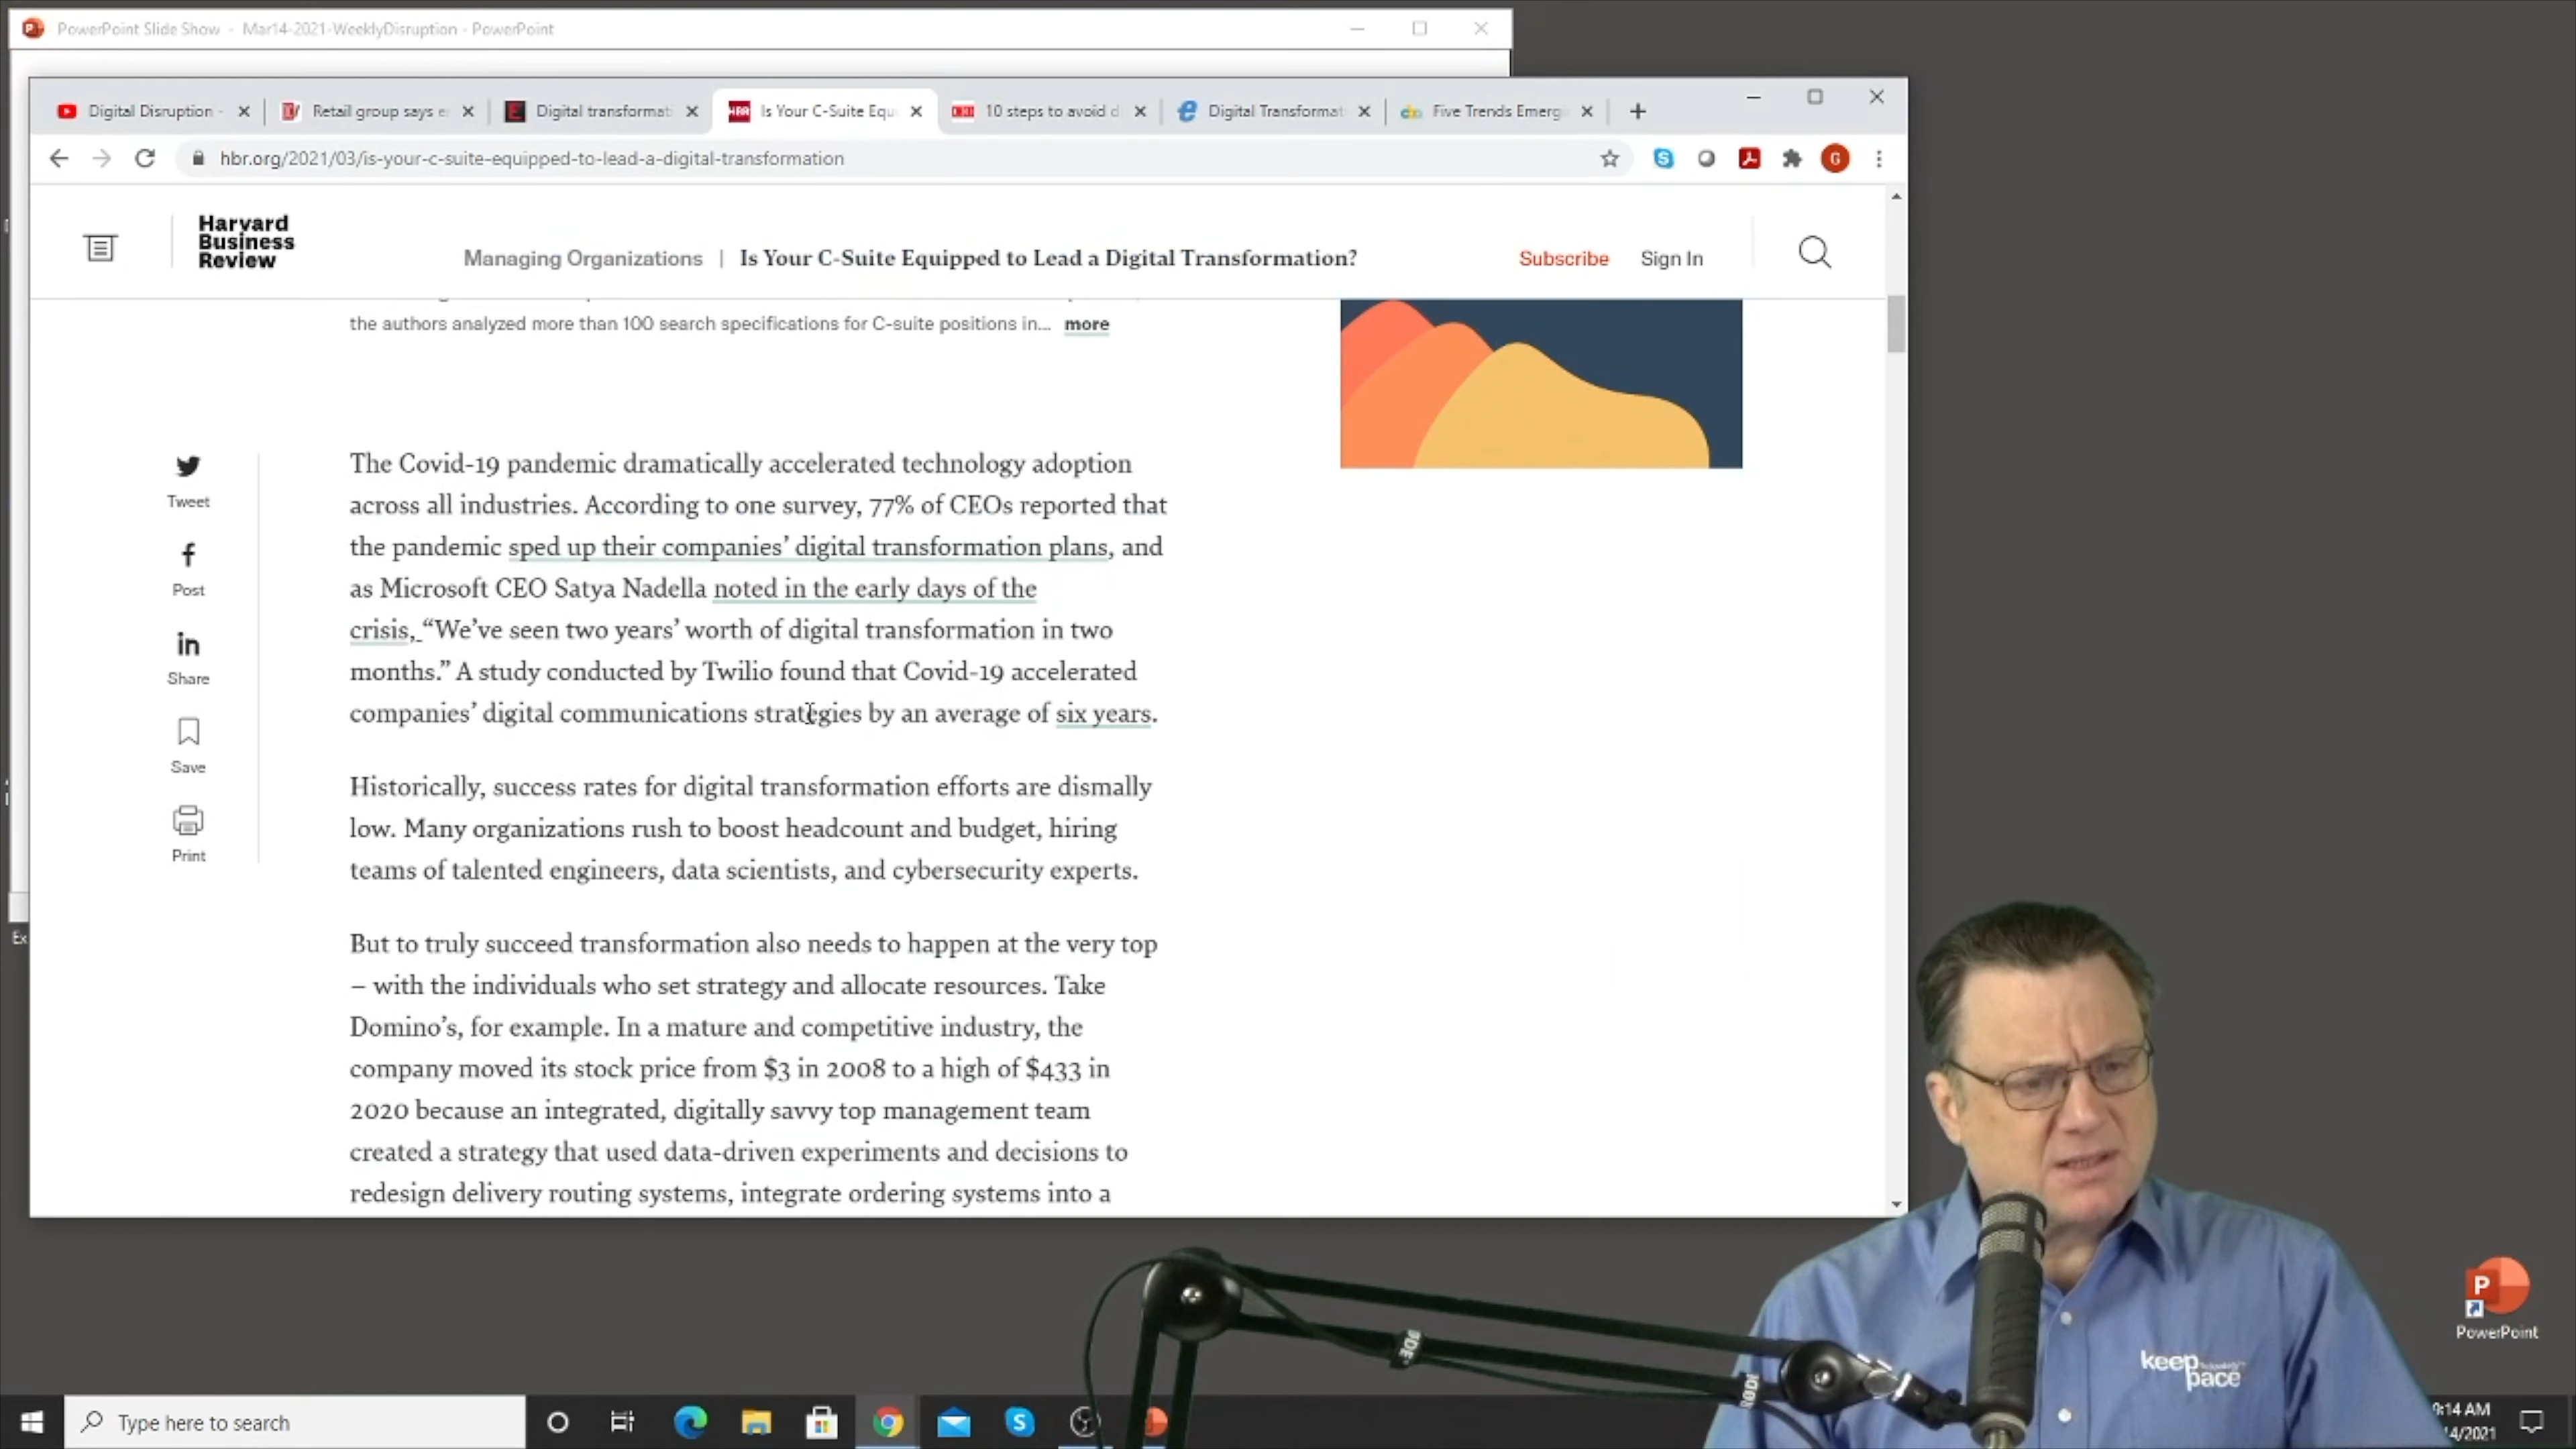 PowerPoint Slide Show - Mar14-2021-WeeklyDisruption - PowerPoint
Digital Disruption -
Retail group says e
Digital transformati
Is Your C-Suite Equ
10 steps to avoid d
Digital Transformat
Five Trends Emergi
hbr.org/2021/03/is-your-c-suite-equipped-to-lead-a-digital-transformation
G
Harvard
Business
Review
Managing Organizations | Is Your C-Suite Equipped to Lead a Digital Transformation?
Subscribe
Sign In
the authors analyzed more than 100 search specifications for C-suite positions in... more
Tweet
Post
Share
Save
Print
The Covid-19 pandemic dramatically accelerated technology adoption
across all industries. According to one survey, 77% of CEOs reported that
the pandemic sped up their companies’ digital transformation plans, and
as Microsoft CEO Satya Nadella noted in the early days of the
crisis, “We’ve seen two years’ worth of digital transformation in two
months.” A study conducted by Twilio found that Covid-19 accelerated
companies’ digital communications strategies by an average of six years.
Historically, success rates for digital transformation efforts are dismally
low. Many organizations rush to boost headcount and budget, hiring
teams of talented engineers, data scientists, and cybersecurity experts.
But to truly succeed transformation also needs to happen at the very top
– with the individuals who set strategy and allocate resources. Take
Domino’s, for example. In a mature and competitive industry, the
company moved its stock price from $3 in 2008 to a high of $433 in
2020 because an integrated, digitally savvy top management team
created a strategy that used data-driven experiments and decisions to
redesign delivery routing systems, integrate ordering systems into a
Ex
keep
pace
PowerPoint
Type here to search
9:14 AM
4/2021